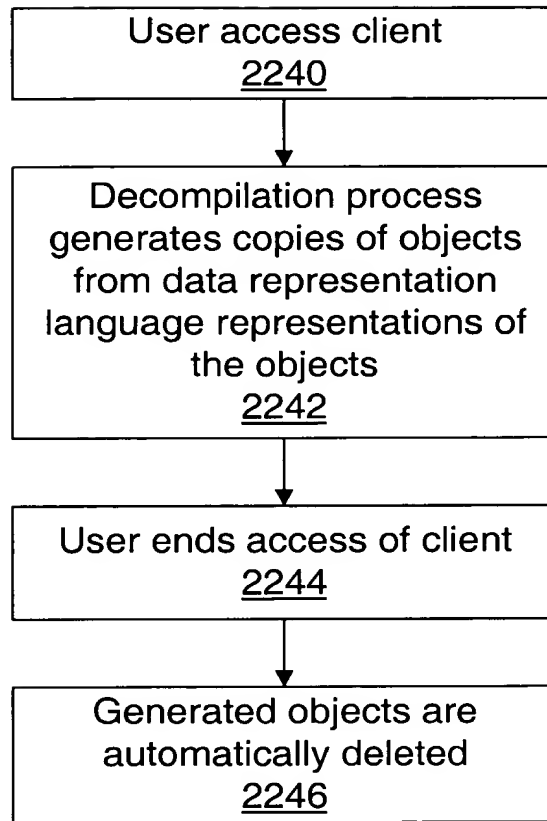 User access client
2240
Decompilation process
generates copies of objects
from data representation
language representations of
the objects
2242
User ends access of client
2244
Generated objects are
automatically deleted
2246